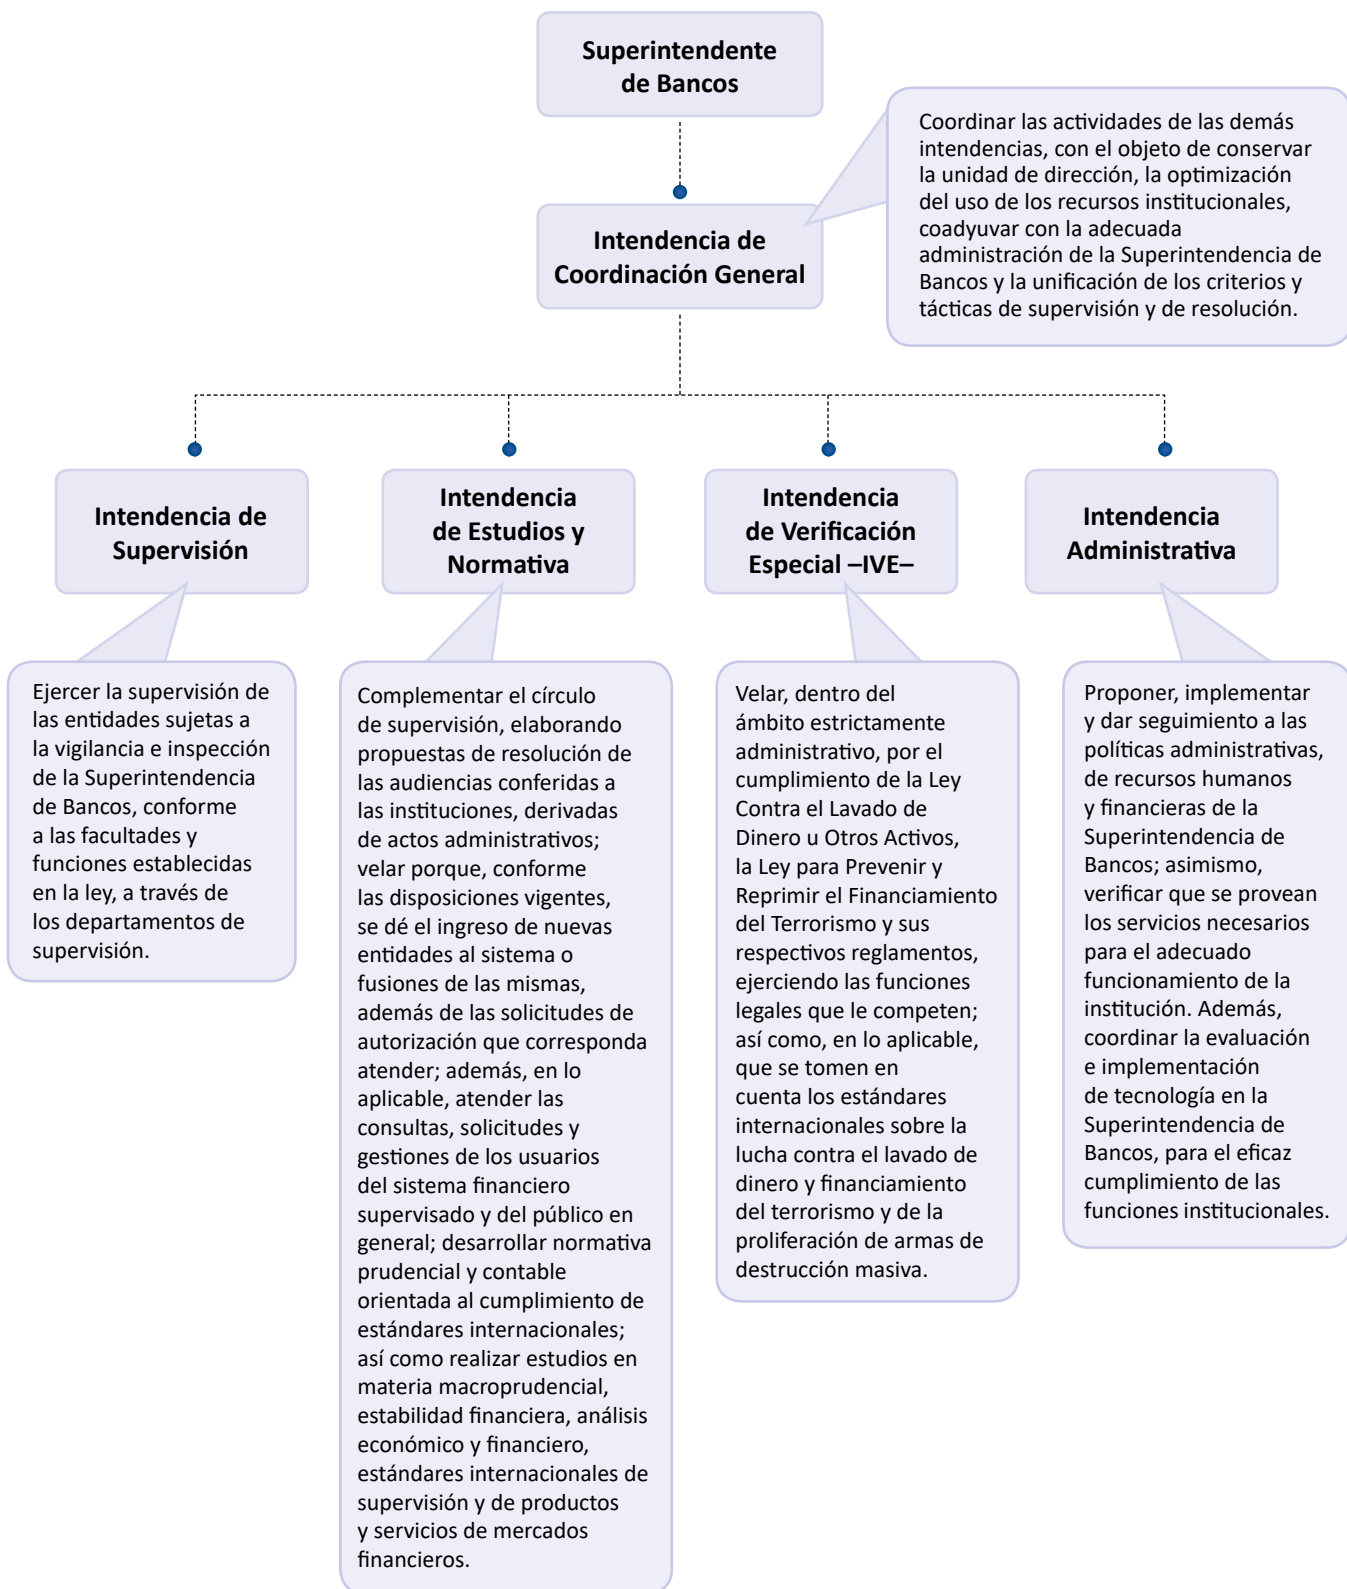 Superintendente
de Bancos
Coordinar las actividades de las demás
intendencias, con el objeto de conservar
la unidad de dirección, la optimización
del uso de los recursos institucionales,
coadyuvar con la adecuada
administración de la Superintendencia de
Bancos y la unificación de los criterios y
tácticas de supervisión y de resolución.
Intendencia de
Coordinación General
Intendencia de
Supervisión
Intendencia
de Estudios y
Normativa
Intendencia
de Verificación
Especial –IVE–
Intendencia
Administrativa
Ejercer la supervisión de
las entidades sujetas a
la vigilancia e inspección
de la Superintendencia
de Bancos, conforme
a las facultades y
funciones establecidas
en la ley, a través de
los departamentos de
supervisión.
Complementar el círculo
de supervisión, elaborando
propuestas de resolución de
las audiencias conferidas a
las instituciones, derivadas
de actos administrativos;
velar porque, conforme
las disposiciones vigentes,
se dé el ingreso de nuevas
entidades al sistema o
fusiones de las mismas,
además de las solicitudes de
autorización que corresponda
atender; además, en lo
aplicable, atender las
consultas, solicitudes y
gestiones de los usuarios
del sistema financiero
supervisado y del público en
general; desarrollar normativa
prudencial y contable
orientada al cumplimiento de
estándares internacionales;
así como realizar estudios en
materia macroprudencial,
estabilidad financiera, análisis
económico y financiero,
estándares internacionales de
supervisión y de productos
y servicios de mercados
financieros.
Velar, dentro del
ámbito estrictamente
administrativo, por el
cumplimiento de la Ley
Contra el Lavado de
Dinero u Otros Activos,
la Ley para Prevenir y
Reprimir el Financiamiento
del Terrorismo y sus
respectivos reglamentos,
ejerciendo las funciones
legales que le competen;
así como, en lo aplicable,
que se tomen en
cuenta los estándares
internacionales sobre la
lucha contra el lavado de
dinero y financiamiento
del terrorismo y de la
proliferación de armas de
destrucción masiva.
Proponer, implementar
y dar seguimiento a las
políticas administrativas,
de recursos humanos
y financieras de la
Superintendencia de
Bancos; asimismo,
verificar que se provean
los servicios necesarios
para el adecuado
funcionamiento de la
institución. Además,
coordinar la evaluación
e implementación
de tecnología en la
Superintendencia de
Bancos, para el eficaz
cumplimiento de las
funciones institucionales.